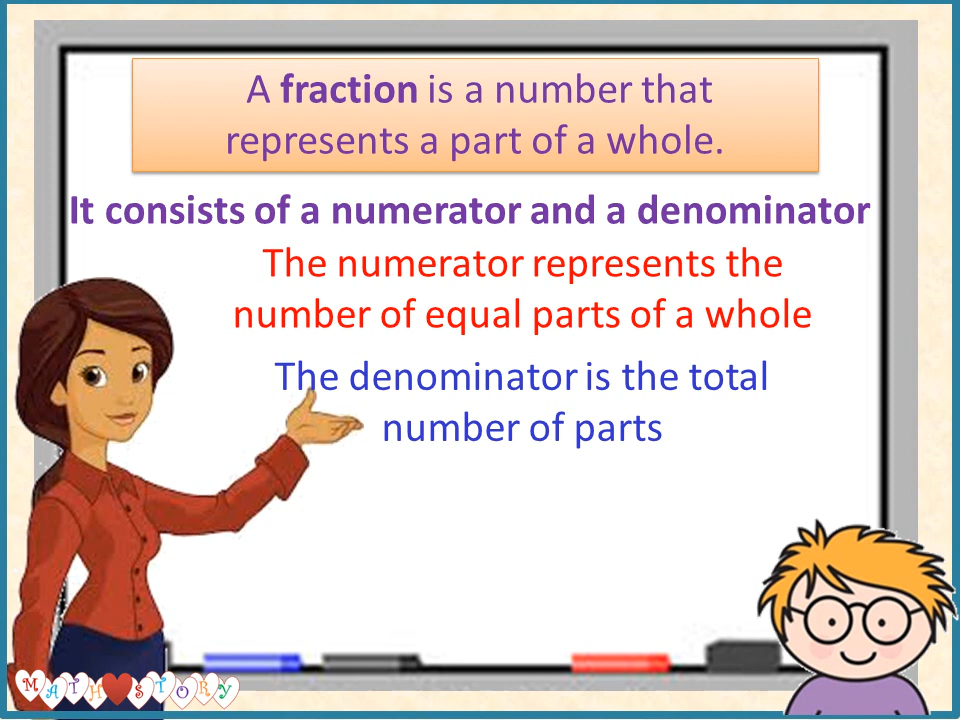 A fraction is a number that
represents a part of a whole.
It consists of a numerator and a denominator
The numerator represents the
number of equal parts of a whole
The denominator is the total
number of parts
MATH STORY